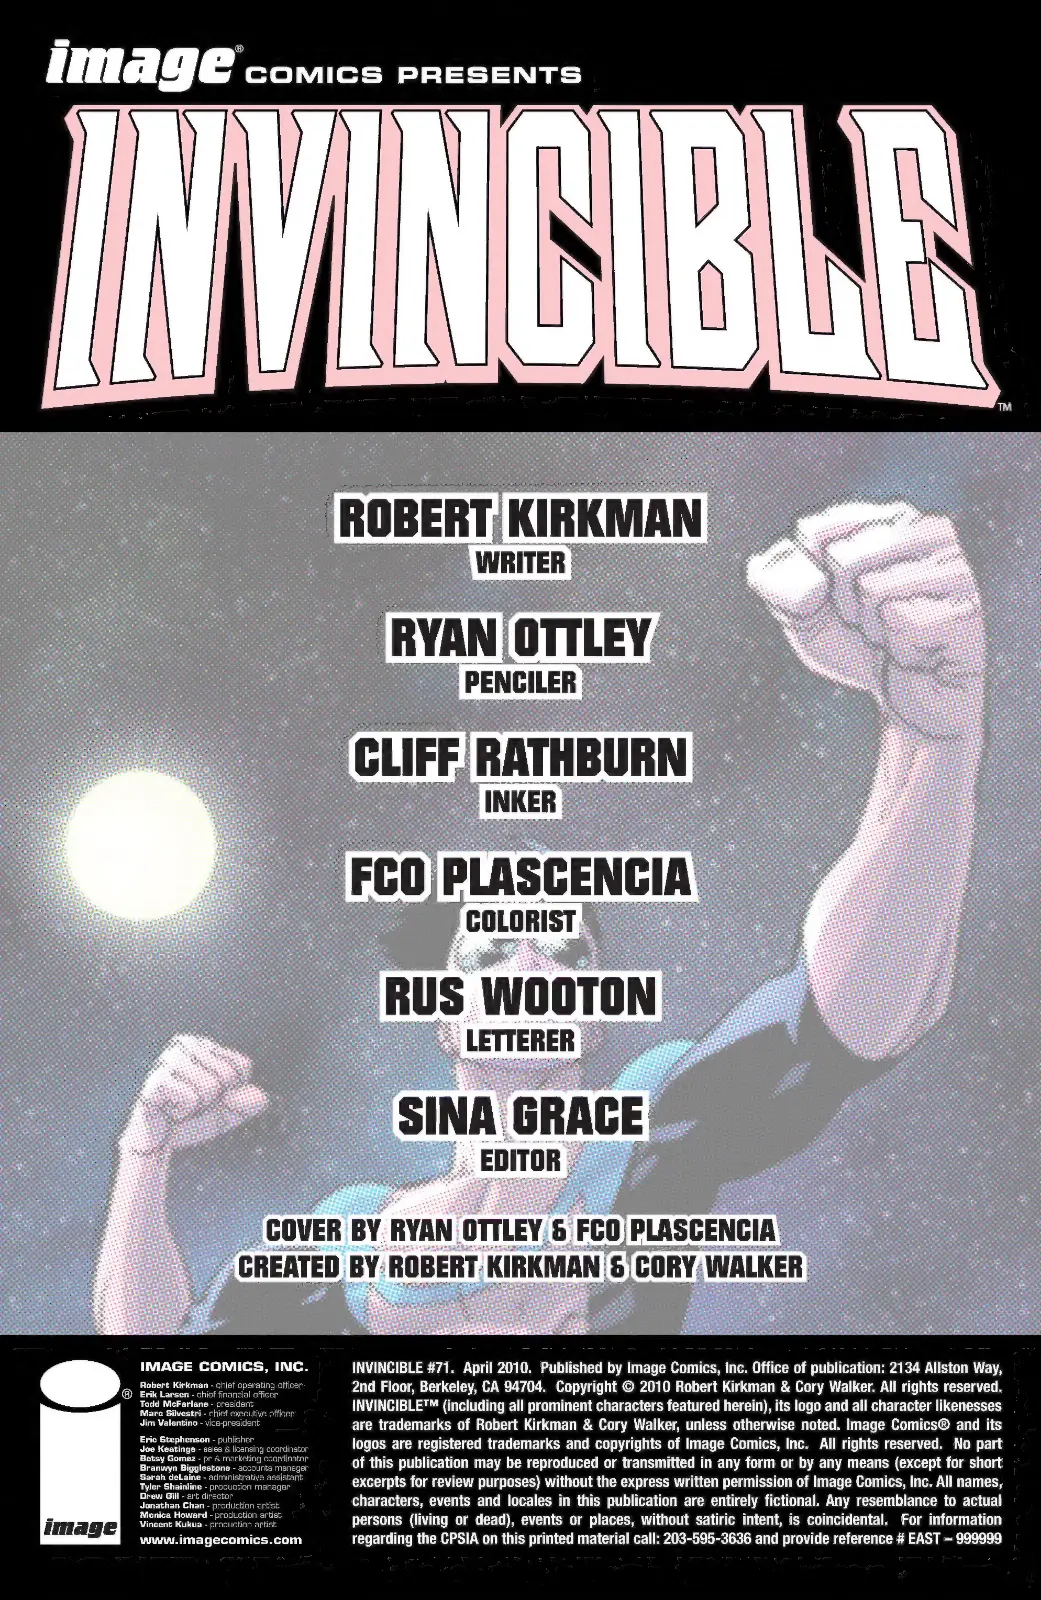 image® COMICS PRESENTS
INVINCIBLE
™
ROBERT KIRKMAN
WRITER
RYAN OTTLEY
PENCILER
CLIFF RATHBURN
INKER
FCO PLASCENCIA
COLORIST
RUS WOOTON
LETTERER
SINA GRACE
EDITOR
COVER BY RYAN OTTLEY & FCO PLASCENCIA
CREATED BY ROBERT KIRKMAN & CORY WALKER
®
image
IMAGE COMICS, INC.
Robert Kirkman - chief operating officer
Erik Larsen - chief financial officer
Todd McFarlane - president
Marc Silvestri - chief executive officer
Jim Valentino - vice-president
Eric Stephenson - publisher
Joe Keatinge - sales & licensing coordinator
Betsy Gomez - pr & marketing coordinator
Branwyn Bigglestone - accounts manager
Sarah deLaine - administrative assistant
Tyler Shainline - production manager
Drew Gill - art director
Jonathan Chan - production artist
Monica Howard - production artist
Vincent Kukua - production artist
www.imagecomics.com
INVINCIBLE #71. April 2010. Published by Image Comics, Inc. Office of publication: 2134 Allston Way,
2nd Floor, Berkeley, CA 94704. Copyright © 2010 Robert Kirkman & Cory Walker. All rights reserved.
INVINCIBLE™ (including all prominent characters featured herein), its logo and all character likenesses
are trademarks of Robert Kirkman & Cory Walker, unless otherwise noted. Image Comics® and its
logos are registered trademarks and copyrights of Image Comics, Inc. All rights reserved. No part
of this publication may be reproduced or transmitted in any form or by any means (except for short
excerpts for review purposes) without the express written permission of Image Comics, Inc. All names,
characters, events and locales in this publication are entirely fictional. Any resemblance to actual
persons (living or dead), events or places, without satiric intent, is coincidental. For information
regarding the CPSIA on this printed material call: 203-595-3636 and provide reference # EAST – 999999